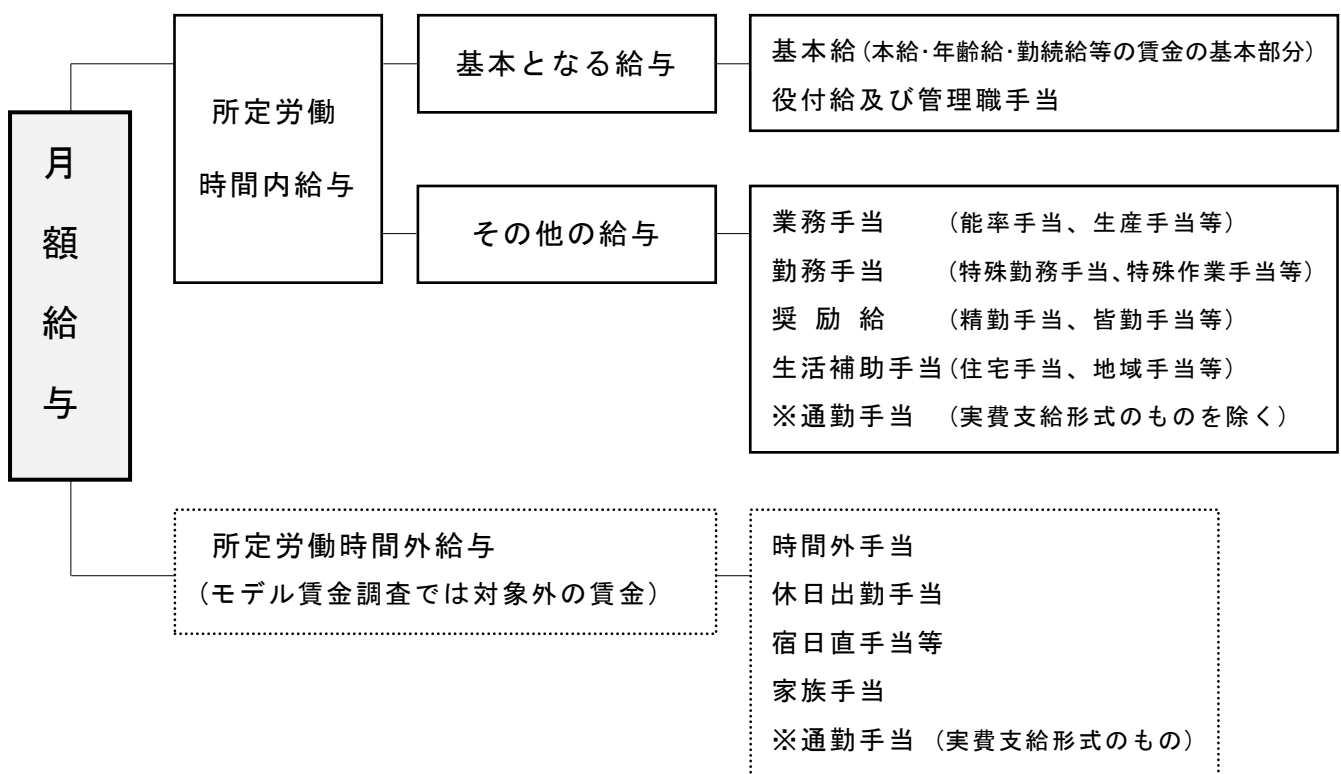 月額給与
所定労働
時間内給与
基本となる給与
基本給(本給･年齢給･勤続給等の賃金の基本部分)
役付給及び管理職手当
その他の給与
業務手当 (能率手当、生産手当等)
勤務手当 (特殊勤務手当、特殊作業手当等)
奨励給 (精勤手当、皆勤手当等)
生活補助手当(住宅手当、地域手当等)
※通勤手当 (実費支給形式のものを除く)
所定労働時間外給与
(モデル賃金調査では対象外の賃金)
時間外手当
休日出勤手当
宿日直手当等
家族手当
※通勤手当 (実費支給形式のもの)